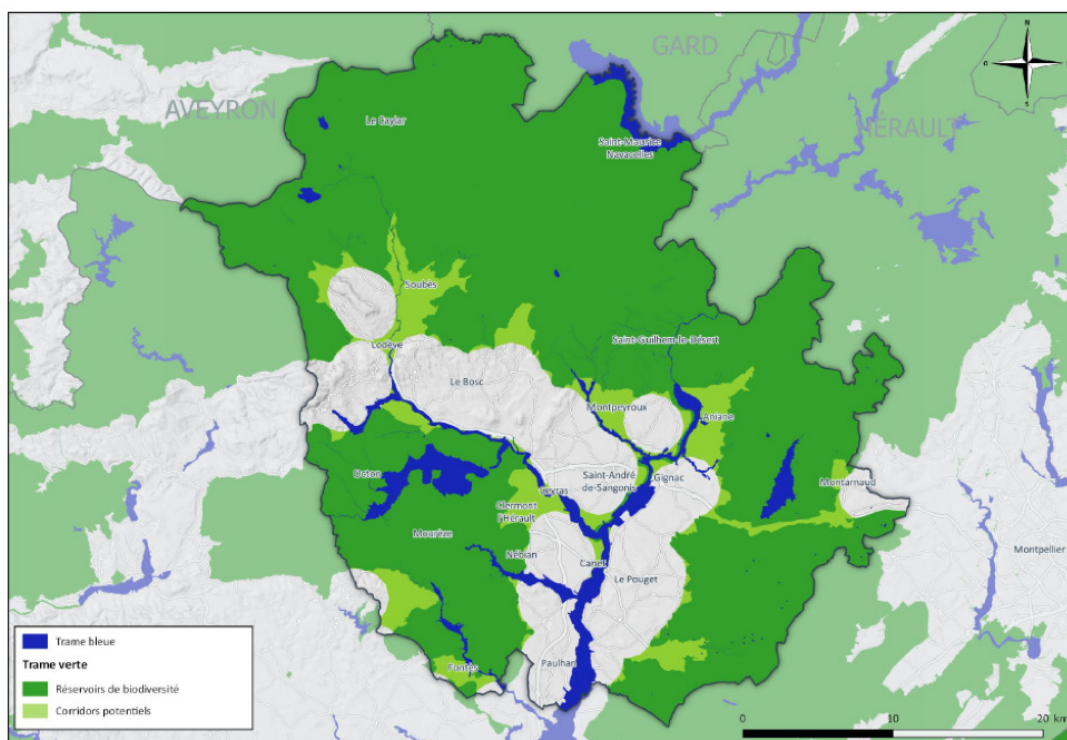 GARD
N
O
S
AVEYRON
Le Caylar
HÉRAULT
Saint-Maurice
Navacelles
Soubès
Saint-Guilhem-le-Désert
Lodève
Le Bosc
Montpeyroux
Aniane
Octon
Saint-André
de-Sangonis
Gignac
Montarnaud
Clermont
l'Hérault
Mourèze
Montpellier
Nébian
Canet
Le Pouget
Paulhan
Fontès
Trame bleue
Trame verte
Réservoirs de biodiversité
Corridors potentiels
0
10
20 km